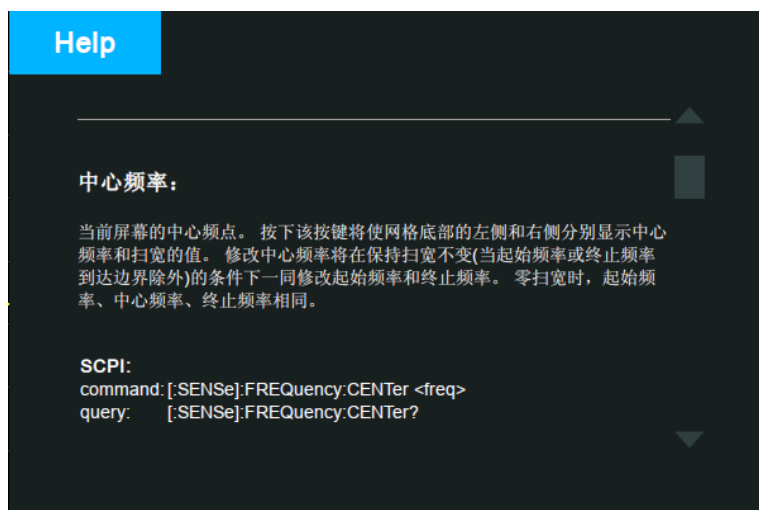 Help
中心频率：
当前屏幕的中心频点。 按下该按键将使网格底部的左侧和右侧分别显示中心
频率和扫宽的值。 修改中心频率将在保持扫宽不变(当起始频率或终止频率
到达边界除外)的条件下一同修改起始频率和终止频率。 零扫宽时，起始频
率、中心频率、终止频率相同。
SCPI:
command: [:SENSe]:FREQuency:CENTer <freq>
query: [:SENSe]:FREQuency:CENTer?